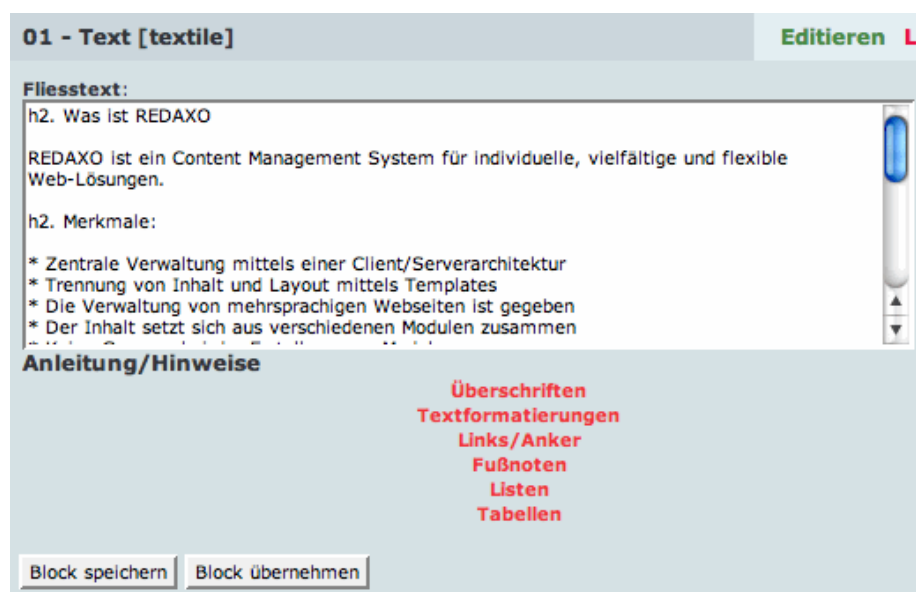 01 - Text [textile]
Editieren L
Fliesstext:
h2. Was ist REDAXO
REDAXO ist ein Content Management System für individuelle, vielfältige und flexible
Web-Lösungen.
h2. Merkmale:
* Zentrale Verwaltung mittels einer Client/Serverarchitektur
* Trennung von Inhalt und Layout mittels Templates
* Die Verwaltung von mehrsprachigen Webseiten ist gegeben
* Der Inhalt setzt sich aus verschiedenen Modulen zusammen
Anleitung/Hinweise
Überschriften
Textformatierungen
Links/Anker
Fußnoten
Listen
Tabellen
Block speichern Block übernehmen